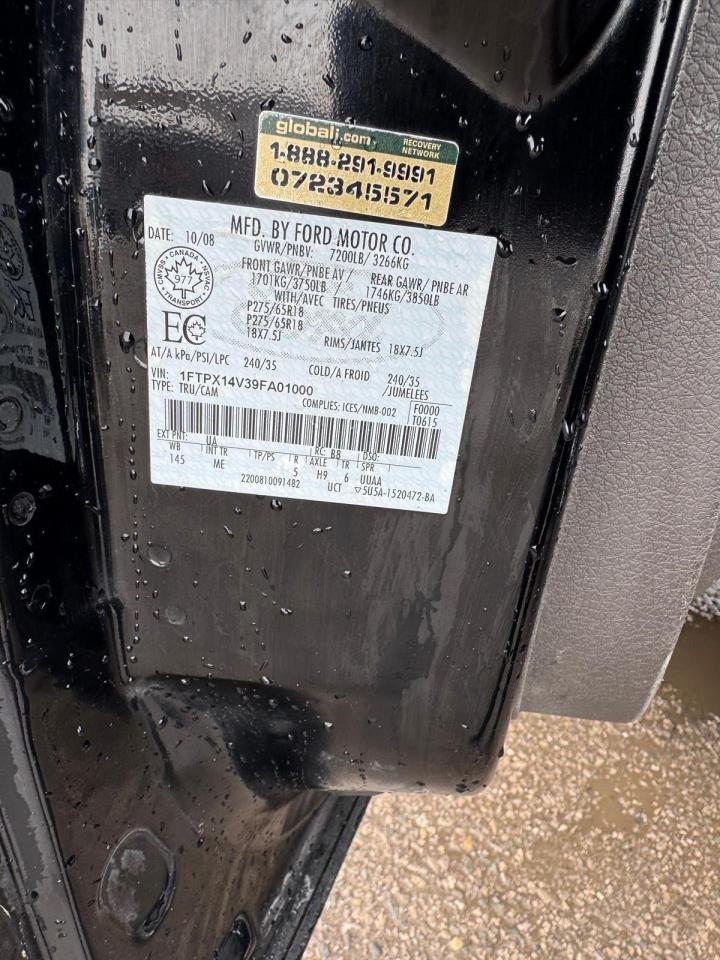 globali.com RECOVERY NETWORK
1-888-291-9991
072345571
MFD. BY FORD MOTOR CO.
DATE: 10/08 GVWR/PNBV: 7200LB/ 3266KG
FRONT GAWR/PNBE AV REAR GAWR/ PNBE AR
1701KG/3750LB 1746KG/3850LB
WITH/AVEC TIRES/PNEUS
P275/65R18
P275/65R18
18X7.5J RIMS/JANTES 18X7.5J
977
TRANSPORT
EC
AT/A kPa/PSI/LPC 240/35 COLD/A FROID 240/35
/JUMELEES
VIN: 1FTPX14V39FA01000
TYPE: TRU/CAM COMPLIES: ICES/NMB-002 F0000
T0615
EXT PNT: UA RC: B8 DSO:
WB INT TR TP/PS R AXLE TR SPR
145 ME 5 H9 6 UUAA
2200810091482 UCT ▽5U5A-1520472-BA